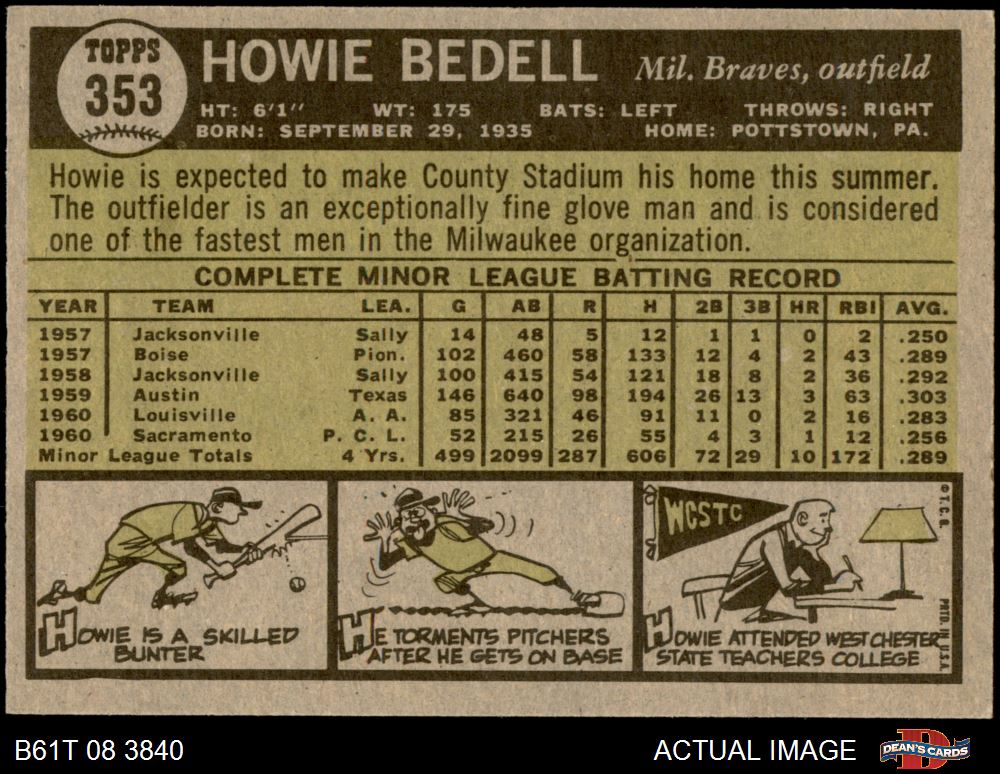 TOPPS
353
HOWIE BEDELL Mil. Braves, outfield
HT: 6'1" WT: 175 BATS: LEFT THROWS: RIGHT
BORN: SEPTEMBER 29, 1935 HOME: POTTSTOWN, PA.
Howie is expected to make County Stadium his home this summer.
The outfielder is an exceptionally fine glove man and is considered
one of the fastest men in the Milwaukee organization.
COMPLETE MINOR LEAGUE BATTING RECORD
YEAR TEAM LEA. G AB R H 2B 3B HR RBI AVG.
1957 Jacksonville Sally 14 48 5 12 1 1 0 2 .250
1957 Boise Pion. 102 460 58 133 12 4 2 43 .289
1958 Jacksonville Sally 100 415 54 121 18 8 2 36 .292
1959 Austin Texas 146 640 98 194 26 13 3 63 .303
1960 Louisville A. A. 85 321 46 91 11 0 2 16 .283
1960 Sacramento P. C. L. 52 215 26 55 4 3 1 12 .256
Minor League Totals 4 Yrs. 499 2099 287 606 72 29 10 172 .289
HOWIE IS A SKILLED
BUNTER
HE TORMENTS PITCHERS
AFTER HE GETS ON BASE
WCSTC
HOWIE ATTENDED WEST CHESTER
STATE TEACHERS COLLEGE
© T. C. G. PRTD. IN U.S.A.
B61T 08 3840 ACTUAL IMAGE DEAN'S CARDS